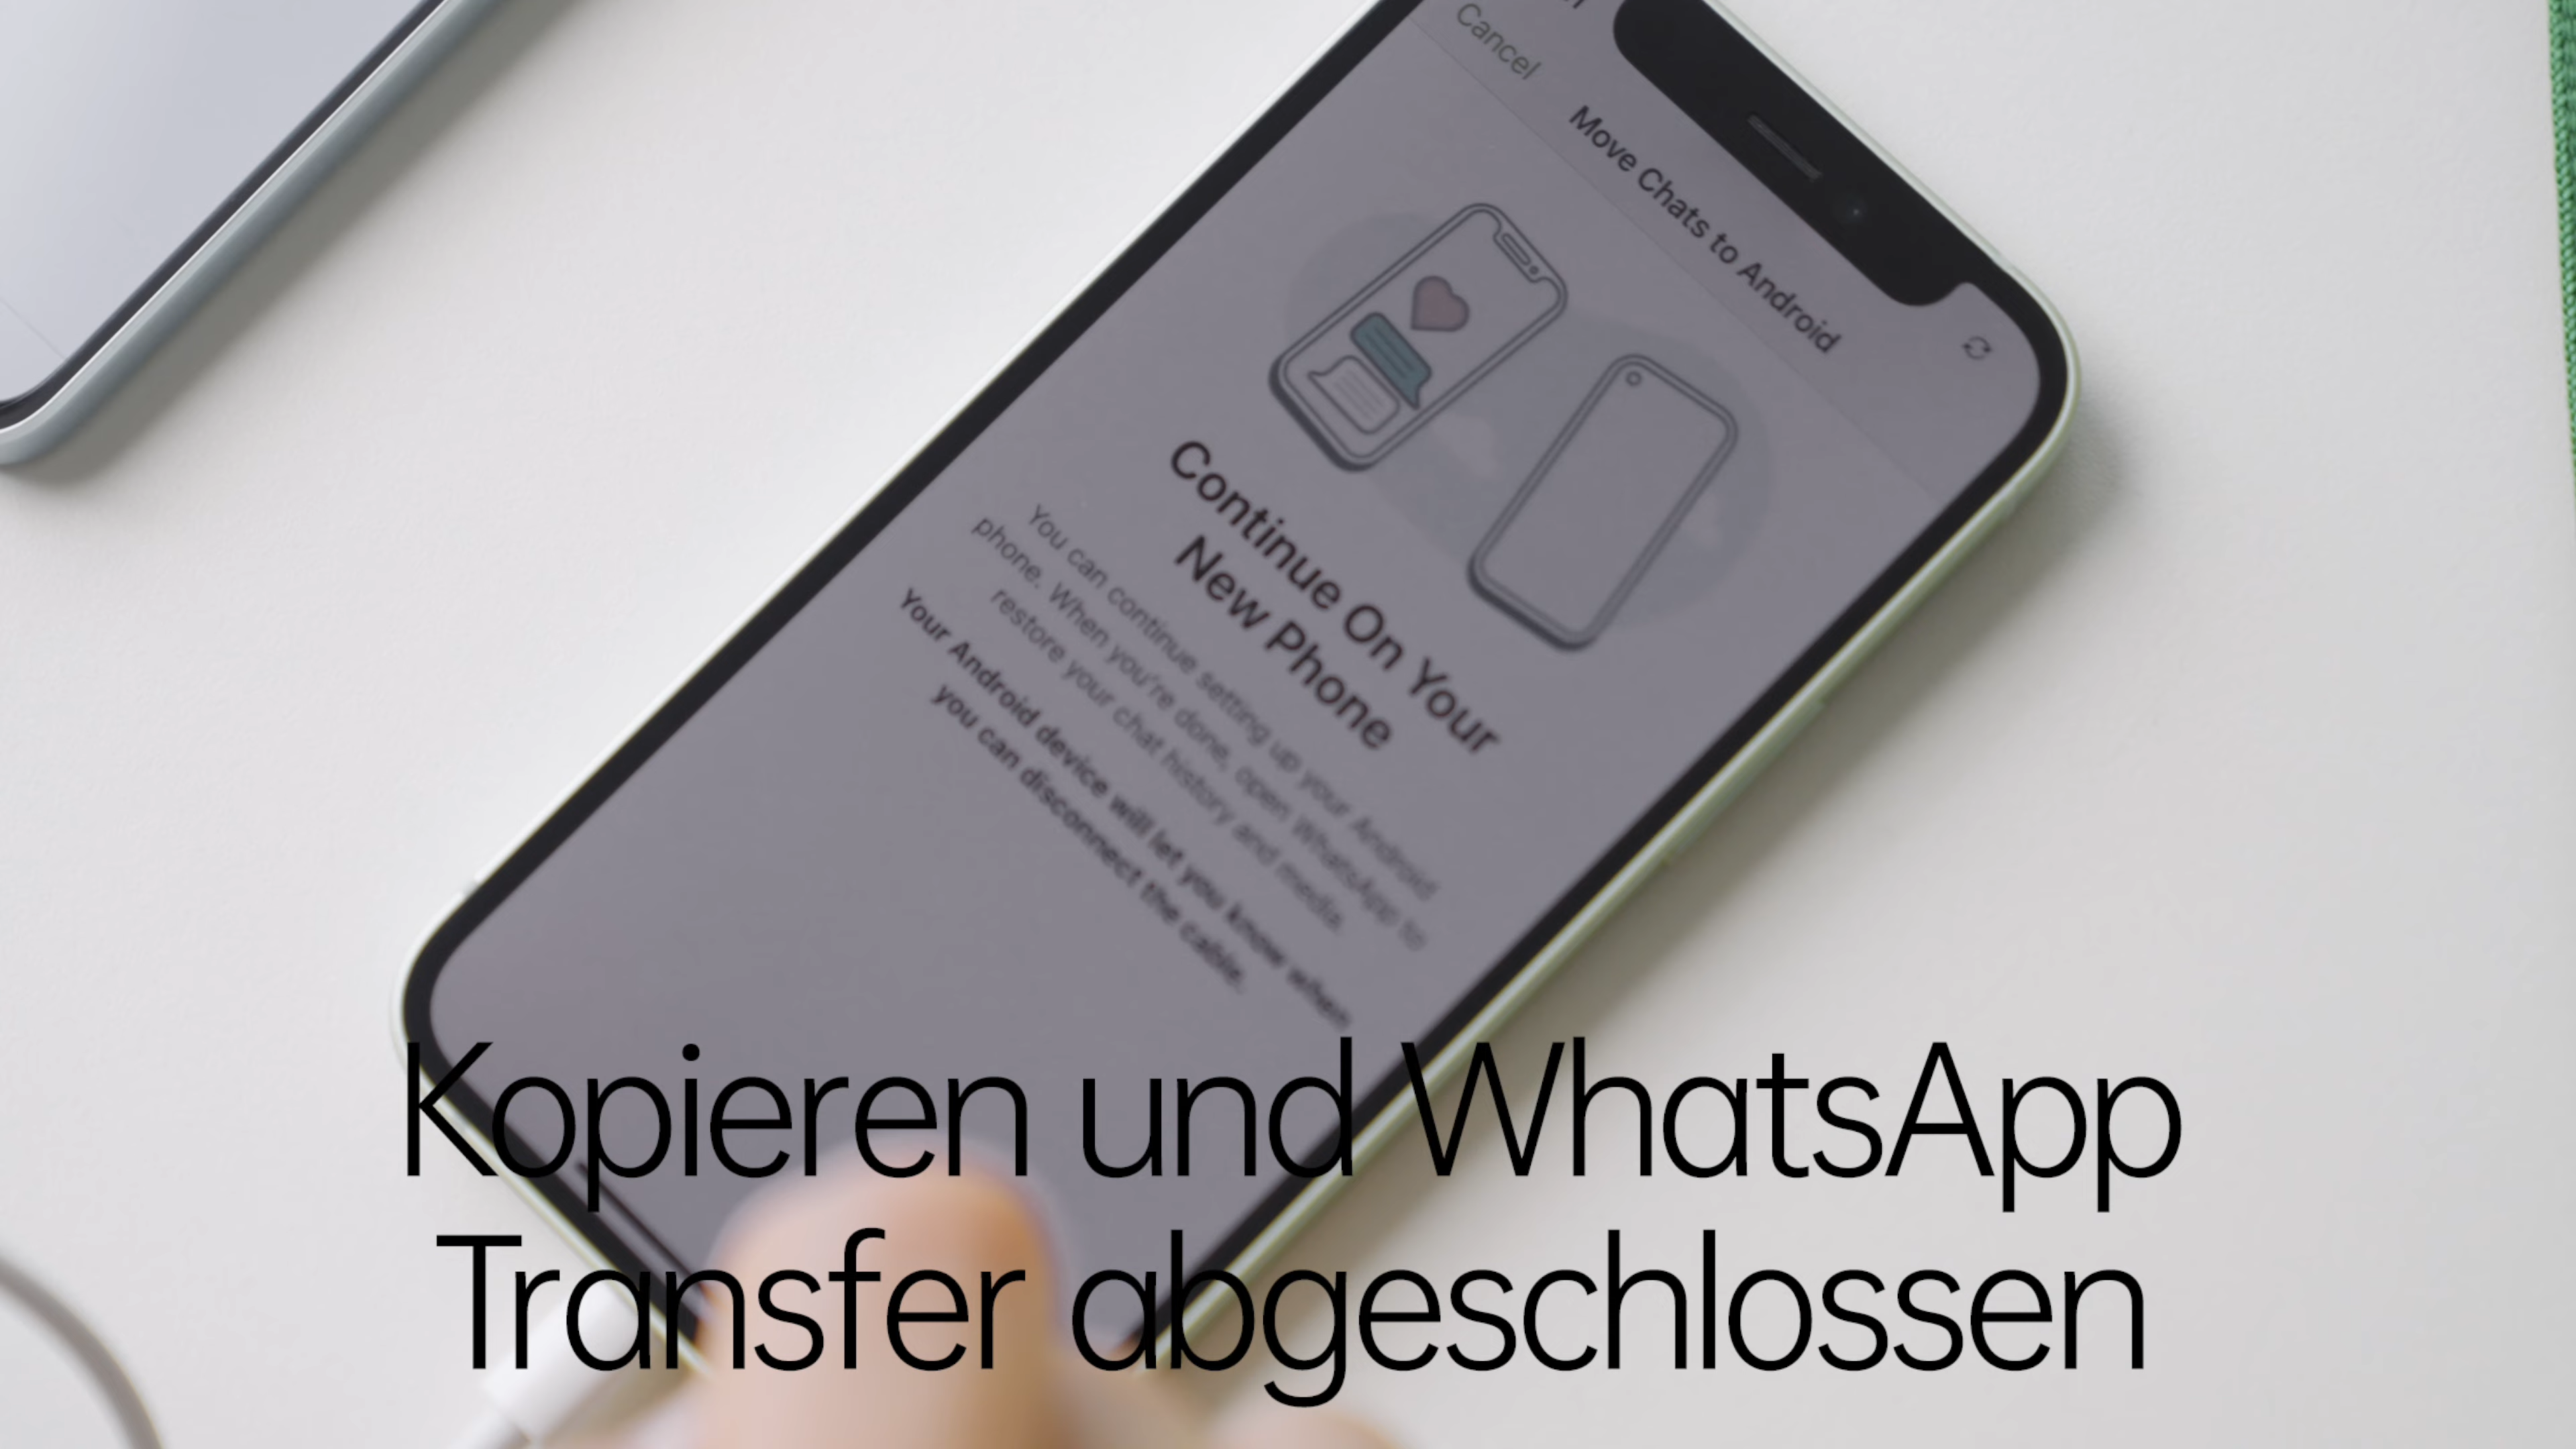 Cancel
Move Chats to Android
Continue On Your
New Phone
You can continue setting up your Android
phone. When you're done, open WhatsApp to
restore your chat history and media.
Your Android device will let you know when
you can disconnect the cable.
Kopieren und WhatsApp
Transfer abgeschlossen